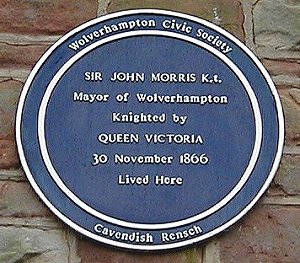 Wolverhampton Civic Society
SIR JOHN MORRIS K.t.
Mayor of Wolverhampton
Knighted by
QUEEN VICTORIA
30 November 1866
Lived Here
Cavendish Rensch